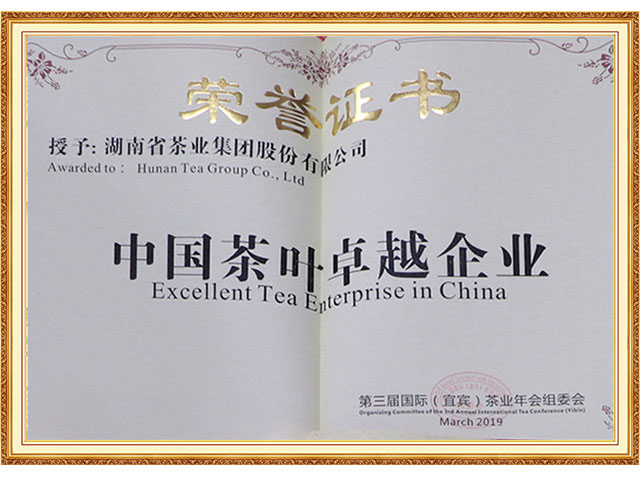 荣誉证书
授予: 湖南省茶业集团股份有限公司
Awarded to : Hunan Tea Group Co., Ltd
中国茶叶卓越企业
Excellent Tea Enterprise in China
第三届国际（宜宾）茶业年会组委会
Organising Committee of the 3rd Annual International Tea Conference (Yibin)
March 2019